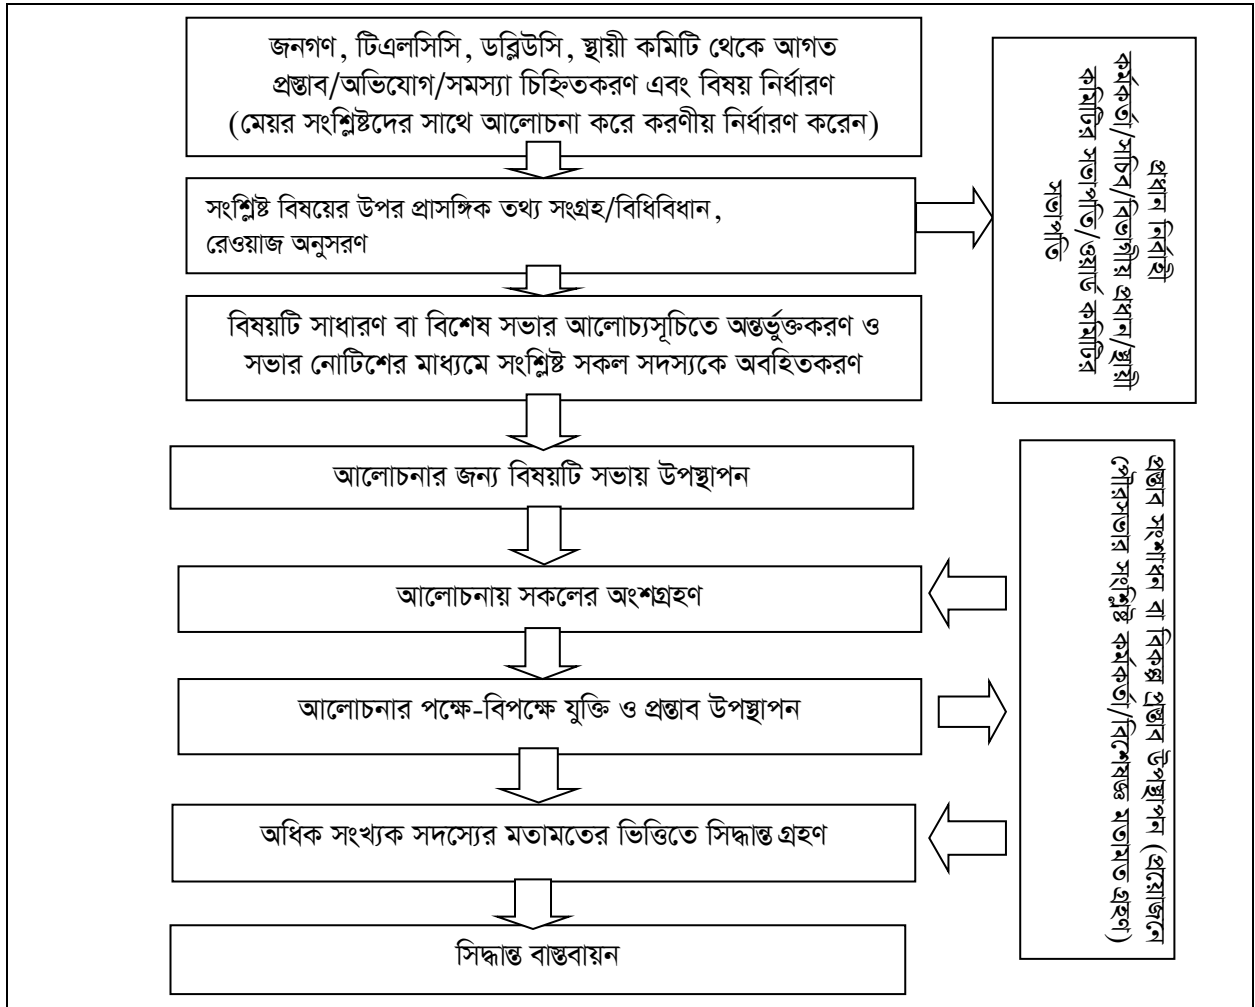 জনগণ, টিএলসিসি, ডব্লিউসি, স্থায়ী কমিটি থেকে আগত
প্রস্তাব/অভিযোগ/সমস্যা চিহ্নিতকরণ এবং বিষয় নির্ধারণ
(মেয়র সংশ্লিষ্টদের সাথে আলোচনা করে করণীয় নির্ধারণ করেন)
সংশ্লিষ্ট বিষয়ের উপর প্রাসঙ্গিক তথ্য সংগ্রহ/বিধিবিধান,
রেওয়াজ অনুসরণ
প্রধান নির্বাহী
কর্মকর্তা/সচিব/বিভাগীয় প্রধান/স্থায়ী
কমিটির সভাপতি/ওয়ার্ড কমিটির
সভাপতি
বিষয়টি সাধারণ বা বিশেষ সভার আলোচ্যসূচিতে অন্তর্ভুক্তকরণ ও
সভার নোটিশের মাধ্যমে সংশ্লিষ্ট সকল সদস্যকে অবহিতকরণ
আলোচনার জন্য বিষয়টি সভায় উপস্থাপন
আলোচনায় সকলের অংশগ্রহণ
আলোচনার পক্ষে-বিপক্ষে যুক্তি ও প্রস্তাব উপস্থাপন
প্রস্তাব সংশোধন বা বিকল্প প্রস্তাব উপস্থাপন (প্রয়োজনে
পৌরসভার সংশ্লিষ্ট কর্মকর্তা/বিশেষজ্ঞ মতামত গ্রহণ)
অধিক সংখ্যক সদস্যের মতামতের ভিত্তিতে সিদ্ধান্ত গ্রহণ
সিদ্ধান্ত বাস্তবায়ন